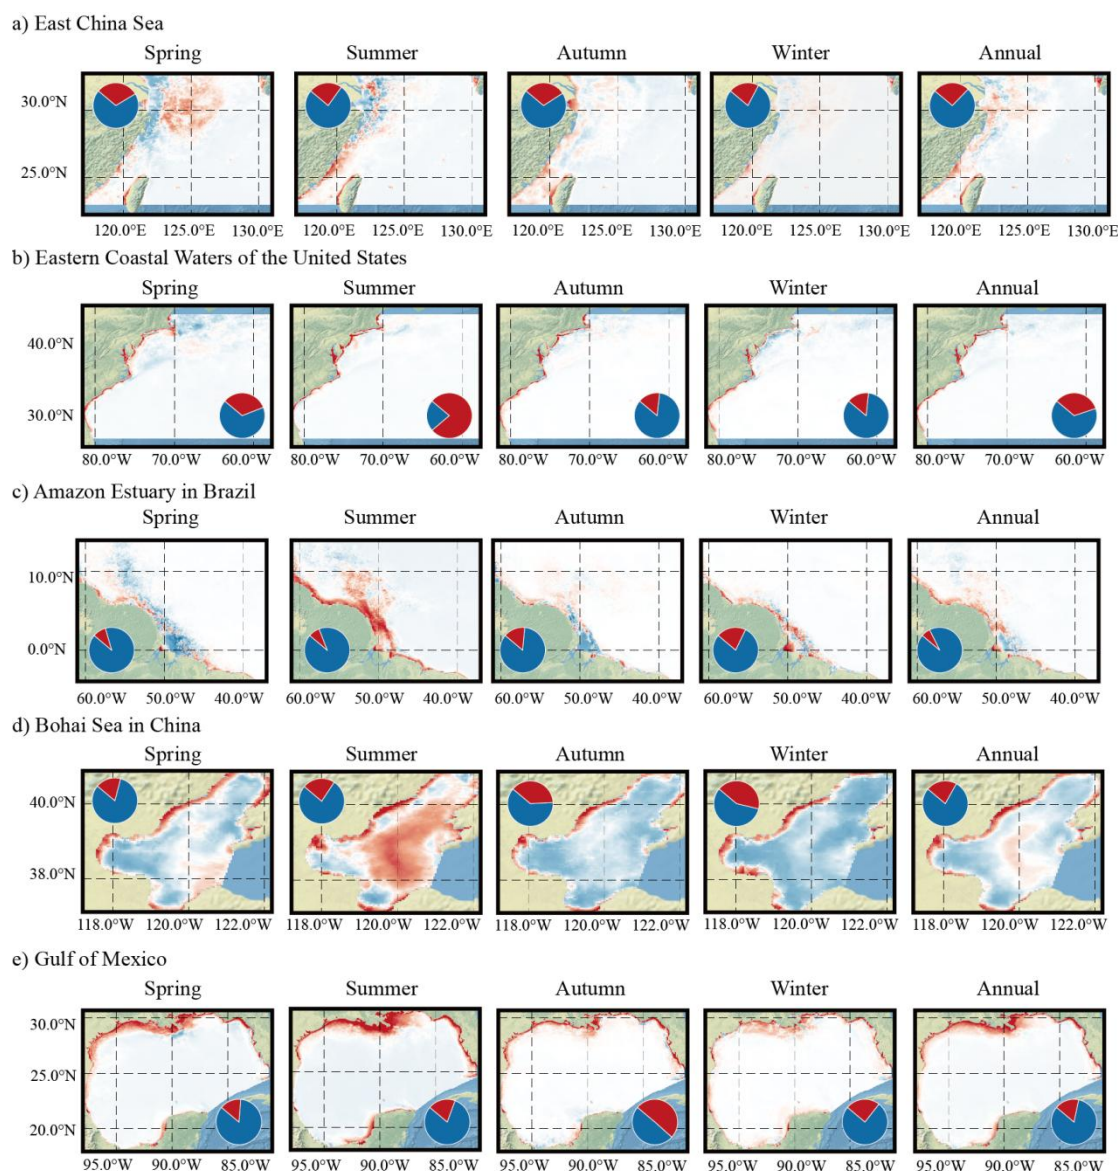 a) East China Sea
Spring Summer Autumn Winter Annual
30.0°N
25.0°N
120.0°E 125.0°E 130.0°E 120.0°E 125.0°E 130.0°E 120.0°E 125.0°E 130.0°E 120.0°E 125.0°E 130.0°E 120.0°E 125.0°E 130.0°E
b) Eastern Coastal Waters of the United States
Spring Summer Autumn Winter Annual
40.0°N
30.0°N
80.0°W 70.0°W 60.0°W 80.0°W 70.0°W 60.0°W 80.0°W 70.0°W 60.0°W 80.0°W 70.0°W 60.0°W 80.0°W 70.0°W 60.0°W
c) Amazon Estuary in Brazil
Spring Summer Autumn Winter Annual
10.0°N
0.0°N
60.0°W 50.0°W 40.0°W 60.0°W 50.0°W 40.0°W 60.0°W 50.0°W 40.0°W 60.0°W 50.0°W 40.0°W 60.0°W 50.0°W 40.0°W
d) Bohai Sea in China
Spring Summer Autumn Winter Annual
40.0°N
38.0°N
118.0°W 120.0°W 122.0°W 118.0°W 120.0°W 122.0°W 118.0°W 120.0°W 122.0°W 118.0°W 120.0°W 122.0°W 118.0°W 120.0°W 122.0°W
e) Gulf of Mexico
Spring Summer Autumn Winter Annual
30.0°N
25.0°N
20.0°N
95.0°W 90.0°W 85.0°W 95.0°W 90.0°W 85.0°W 95.0°W 90.0°W 85.0°W 95.0°W 90.0°W 85.0°W 95.0°W 90.0°W 85.0°W